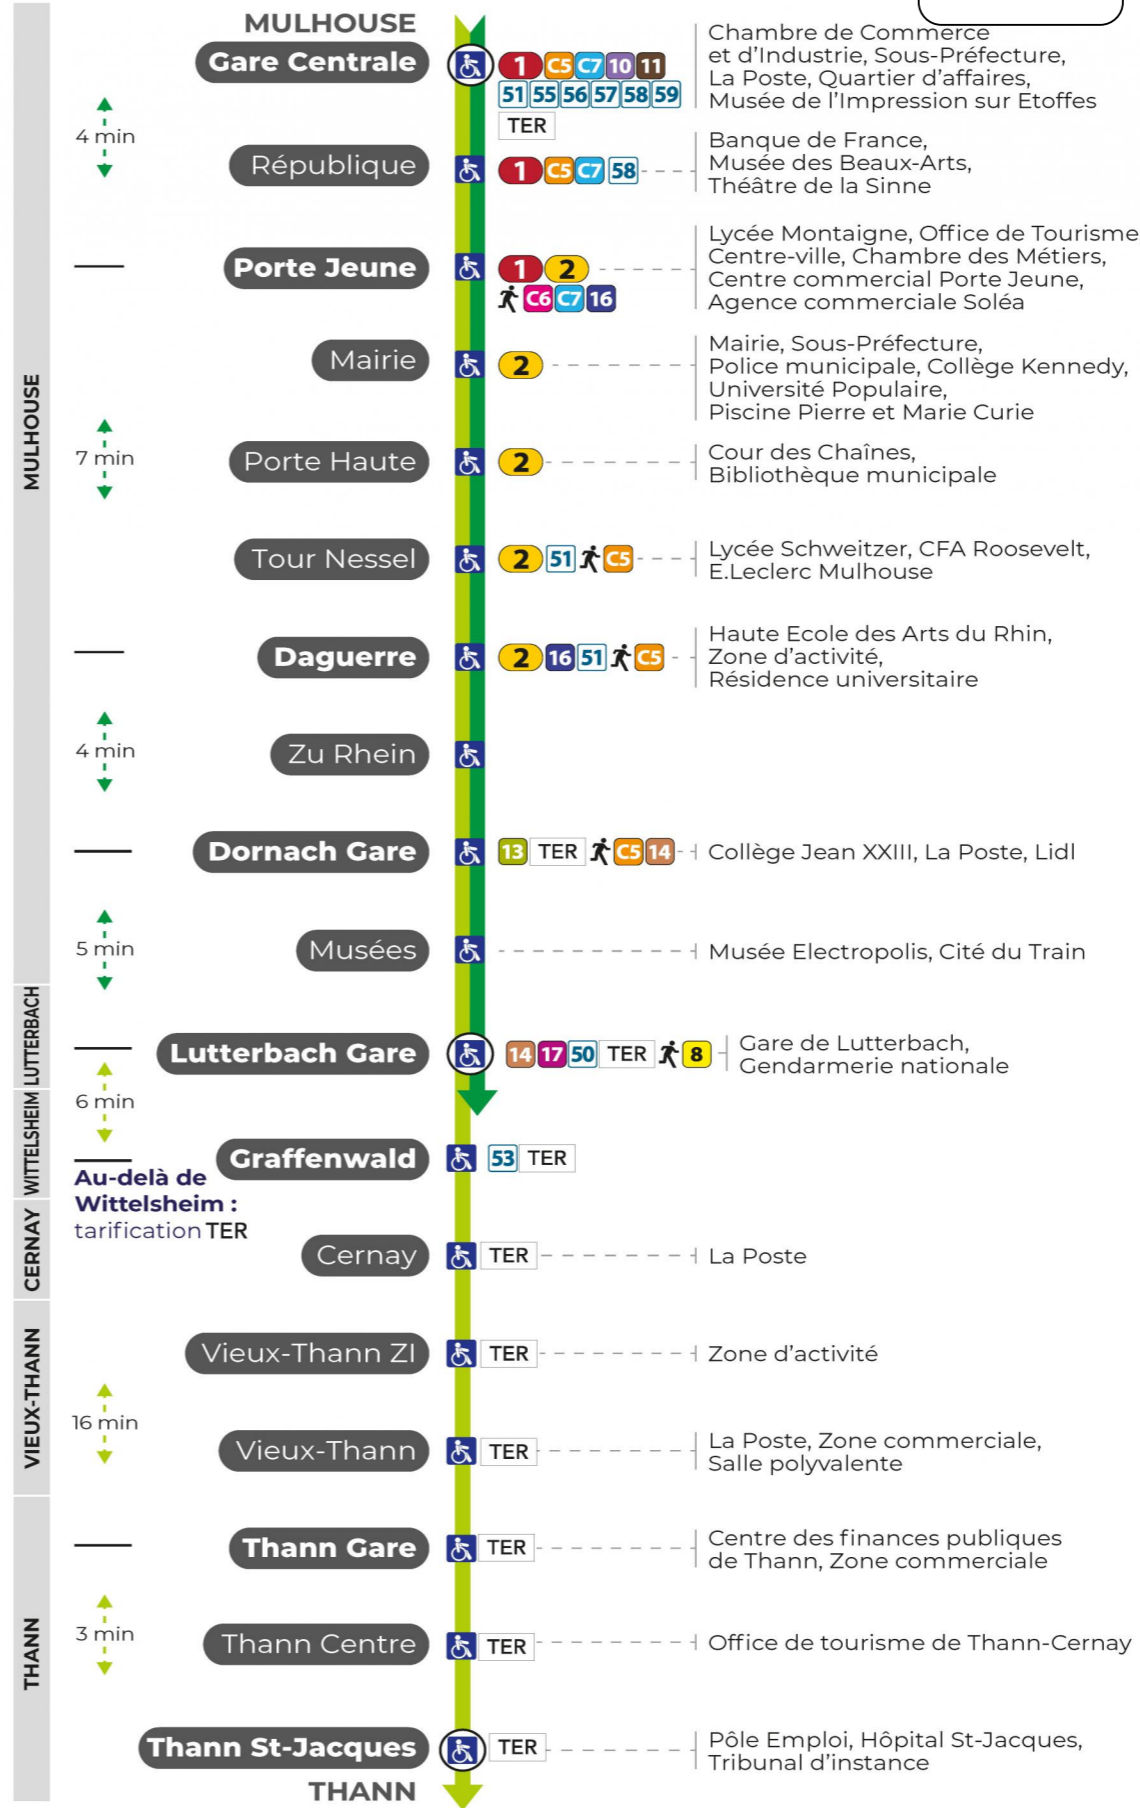 MULHOUSE
Gare Centrale
1 C5 C7 10 11
51 55 56 57 58 59
TER
Chambre de Commerce
et d'Industrie, Sous-Préfecture,
La Poste, Quartier d'affaires,
Musée de l'Impression sur Etoffes
4 min
République
1 C5 C7 58
Banque de France,
Musée des Beaux-Arts,
Théâtre de la Sinne
Porte Jeune
1 2
C6 C7 16
Lycée Montaigne, Office de Tourisme
Centre-ville, Chambre des Métiers,
Centre commercial Porte Jeune,
Agence commerciale Soléa
Mairie
2
Mairie, Sous-Préfecture,
Police municipale, Collège Kennedy,
Université Populaire,
Piscine Pierre et Marie Curie
MULHOUSE
7 min
Porte Haute
2
Cour des Chaînes,
Bibliothèque municipale
Tour Nessel
2 51 C5
Lycée Schweitzer, CFA Roosevelt,
E.Leclerc Mulhouse
Daguerre
2 16 51 C5
Haute Ecole des Arts du Rhin,
Zone d'activité,
Résidence universitaire
4 min
Zu Rhein
Dornach Gare
13 TER C5 14
Collège Jean XXIII, La Poste, Lidl
5 min
Musées
Musée Electropolis, Cité du Train
LUTTERBACH
Lutterbach Gare
14 17 50 TER 8
Gare de Lutterbach,
Gendarmerie nationale
6 min
WITTELSHEIM
Graffenwald
53 TER
Au-delà de
Wittelsheim :
tarification TER
CERNAY
Cernay
TER
La Poste
VIEUX-THANN
Vieux-Thann ZI
TER
Zone d'activité
16 min
Vieux-Thann
TER
La Poste, Zone commerciale,
Salle polyvalente
THANN
Thann Gare
TER
Centre des finances publiques
de Thann, Zone commerciale
3 min
Thann Centre
TER
Office de tourisme de Thann-Cernay
Thann St-Jacques
TER
Pôle Emploi, Hôpital St-Jacques,
Tribunal d'instance
THANN